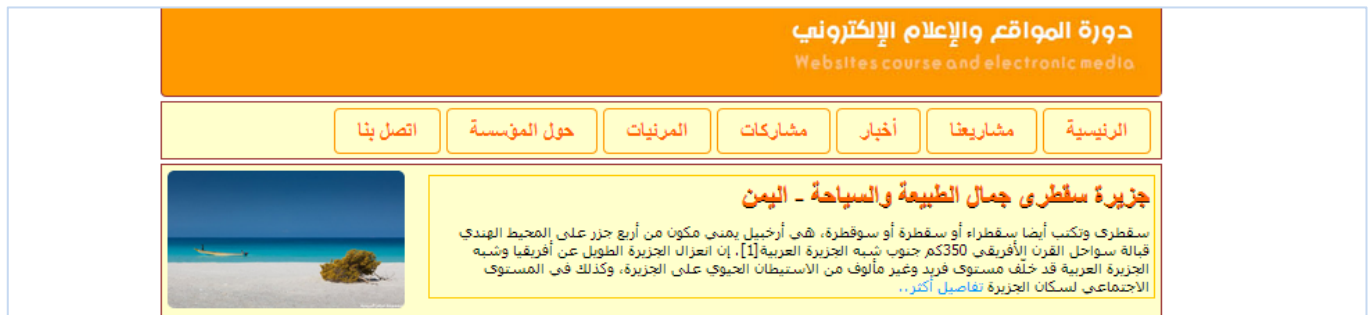 دورة المواقع والإعلام الإلكتروني
Websites course and electronic media
الرئيسية مشاريعنا أخبار مشاركات المرئيات حول المؤسسة اتصل بنا
جزيرة سقطرى جمال الطبيعة والسياحة - اليمن
سقطرى وتكتب أيضا سقطراء أو سقطرة أو سوقطرة، هي أرخبيل يمني مكون من أربع جزر على المحيط الهندي
قبالة سواحل القرن الأفريقي 350كم جنوب شبه الجزيرة العربية[1]. إن انعزال الجزيرة الطويل عن أفريقيا وشبه
الجزيرة العربية قد خلّف مستوى فريد وغير مألوف من الاستيطان الحيوي على الجزيرة، وكذلك في المستوى
الاجتماعي لسكان الجزيرة تفاصيل أكثر..